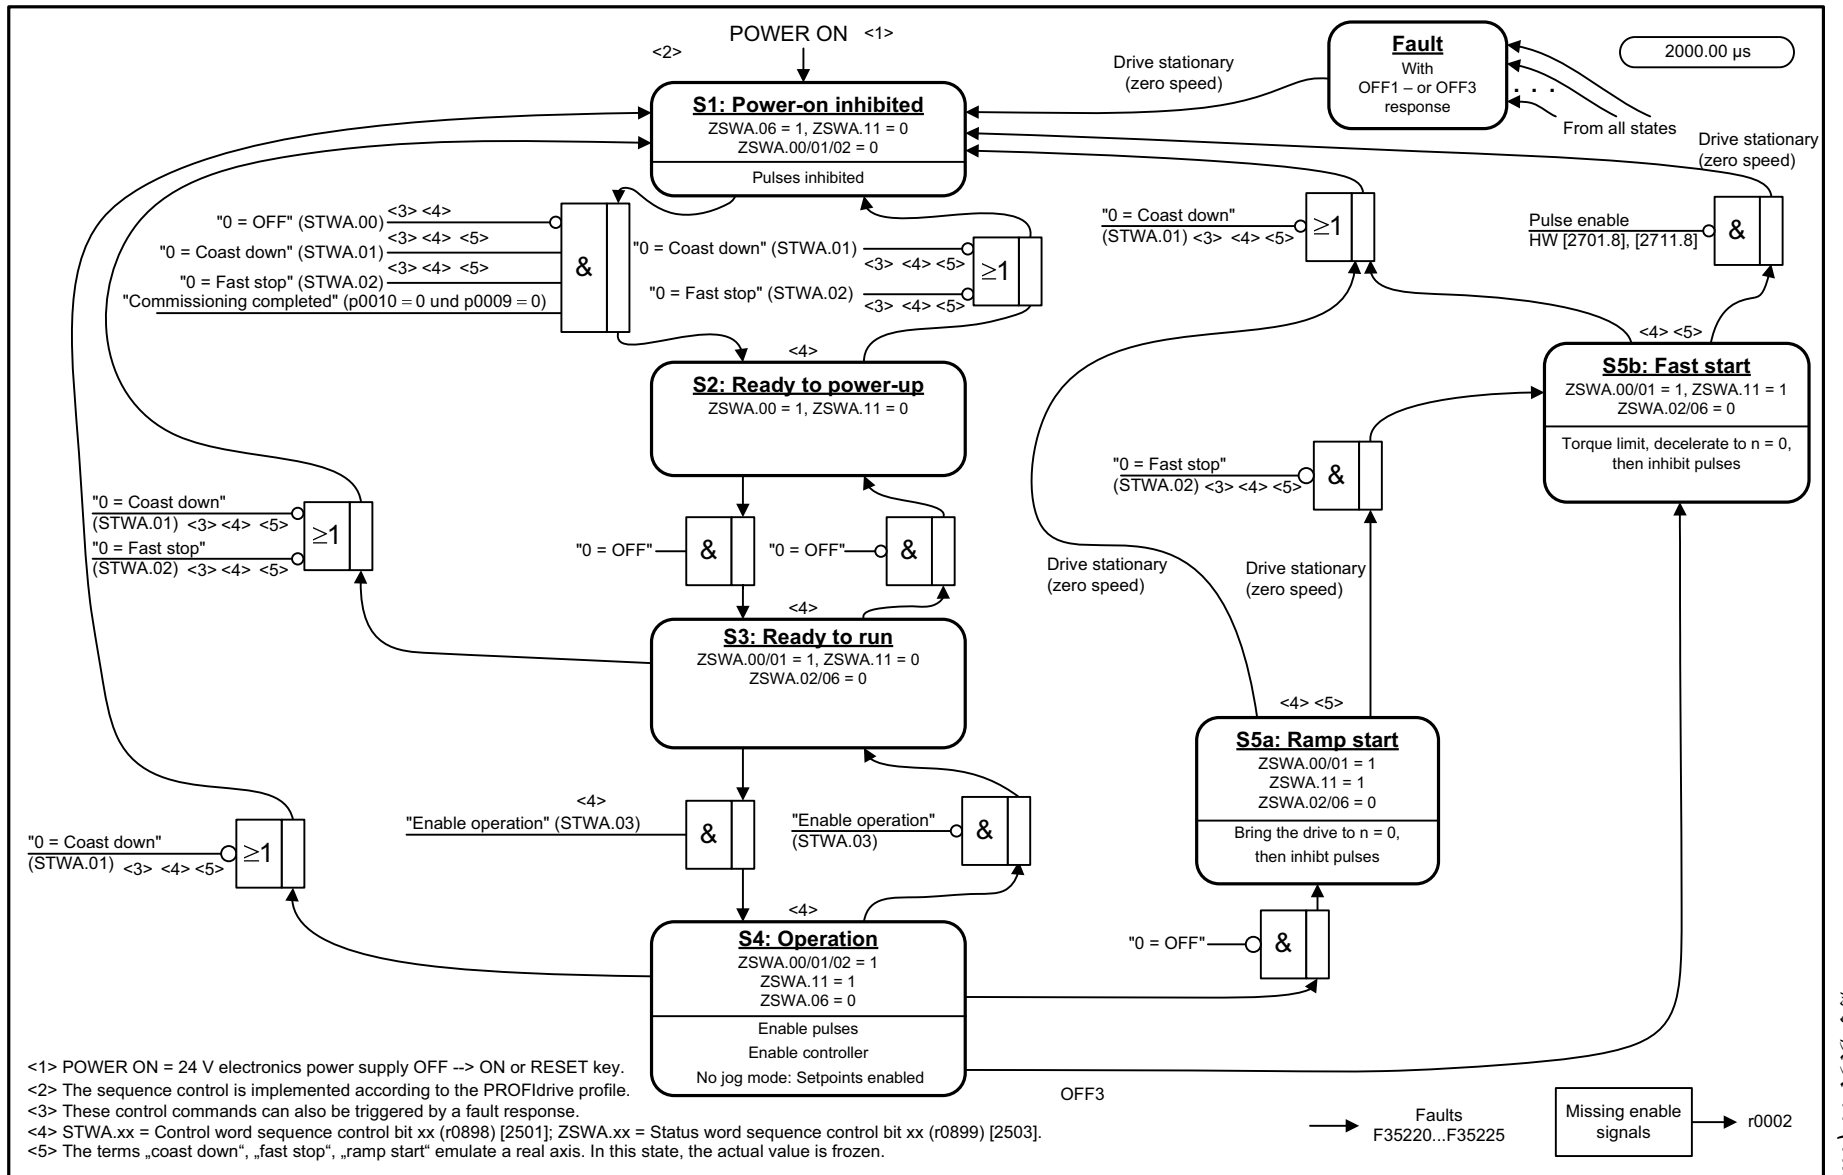 POWER ON <1>
<2>
Drive stationary
(zero speed)
Fault
With
OFF1 – or OFF3
response
. . .
From all states
2000.00 µs
S1: Power-on inhibited
ZSWA.06 = 1, ZSWA.11 = 0
ZSWA.00/01/02 = 0
Pulses inhibited
Drive stationary
(zero speed)
"0 = OFF" (STWA.00)
<3> <4>
"0 = Coast down" (STWA.01)
<3> <4> <5>
"0 = Fast stop" (STWA.02)
<3> <4> <5>
"Commissioning completed" (p0010 = 0 und p0009 = 0)
&
"0 = Coast down" (STWA.01)
<3> <4> <5>
"0 = Fast stop" (STWA.02)
<3> <4> <5>
≥1
"0 = Coast down"
(STWA.01) <3> <4> <5>
≥1
Pulse enable
HW [2701.8], [2711.8]
&
<4>
S2: Ready to power-up
ZSWA.00 = 1, ZSWA.11 = 0
<4> <5>
S5b: Fast start
ZSWA.00/01 = 1, ZSWA.11 = 1
ZSWA.02/06 = 0
Torque limit, decelerate to n = 0,
then inhibit pulses
"0 = Fast stop"
(STWA.02) <3> <4> <5>
&
"0 = Coast down"
(STWA.01) <3> <4> <5>
"0 = Fast stop"
(STWA.02) <3> <4> <5>
≥1
"0 = OFF"
&
"0 = OFF"
&
Drive stationary
(zero speed)
Drive stationary
(zero speed)
<4>
S3: Ready to run
ZSWA.00/01 = 1, ZSWA.11 = 0
ZSWA.02/06 = 0
<4> <5>
S5a: Ramp start
ZSWA.00/01 = 1
ZSWA.11 = 1
ZSWA.02/06 = 0
Bring the drive to n = 0,
then inhibt pulses
<4>
"Enable operation" (STWA.03)
&
"Enable operation"
(STWA.03)
&
"0 = Coast down"
(STWA.01) <3> <4> <5>
≥1
"0 = OFF"
&
<4>
S4: Operation
ZSWA.00/01/02 = 1
ZSWA.11 = 1
ZSWA.06 = 0
Enable pulses
Enable controller
No jog mode: Setpoints enabled
OFF3
<1> POWER ON = 24 V electronics power supply OFF --> ON or RESET key.
<2> The sequence control is implemented according to the PROFIdrive profile.
<3> These control commands can also be triggered by a fault response.
<4> STWA.xx = Control word sequence control bit xx (r0898) [2501]; ZSWA.xx = Status word sequence control bit xx (r0899) [2503].
<5> The terms „coast down“, „fast stop“, „ramp start“ emulate a real axis. In this state, the actual value is frozen.
Faults
F35220...F35225
Missing enable
signals
r0002